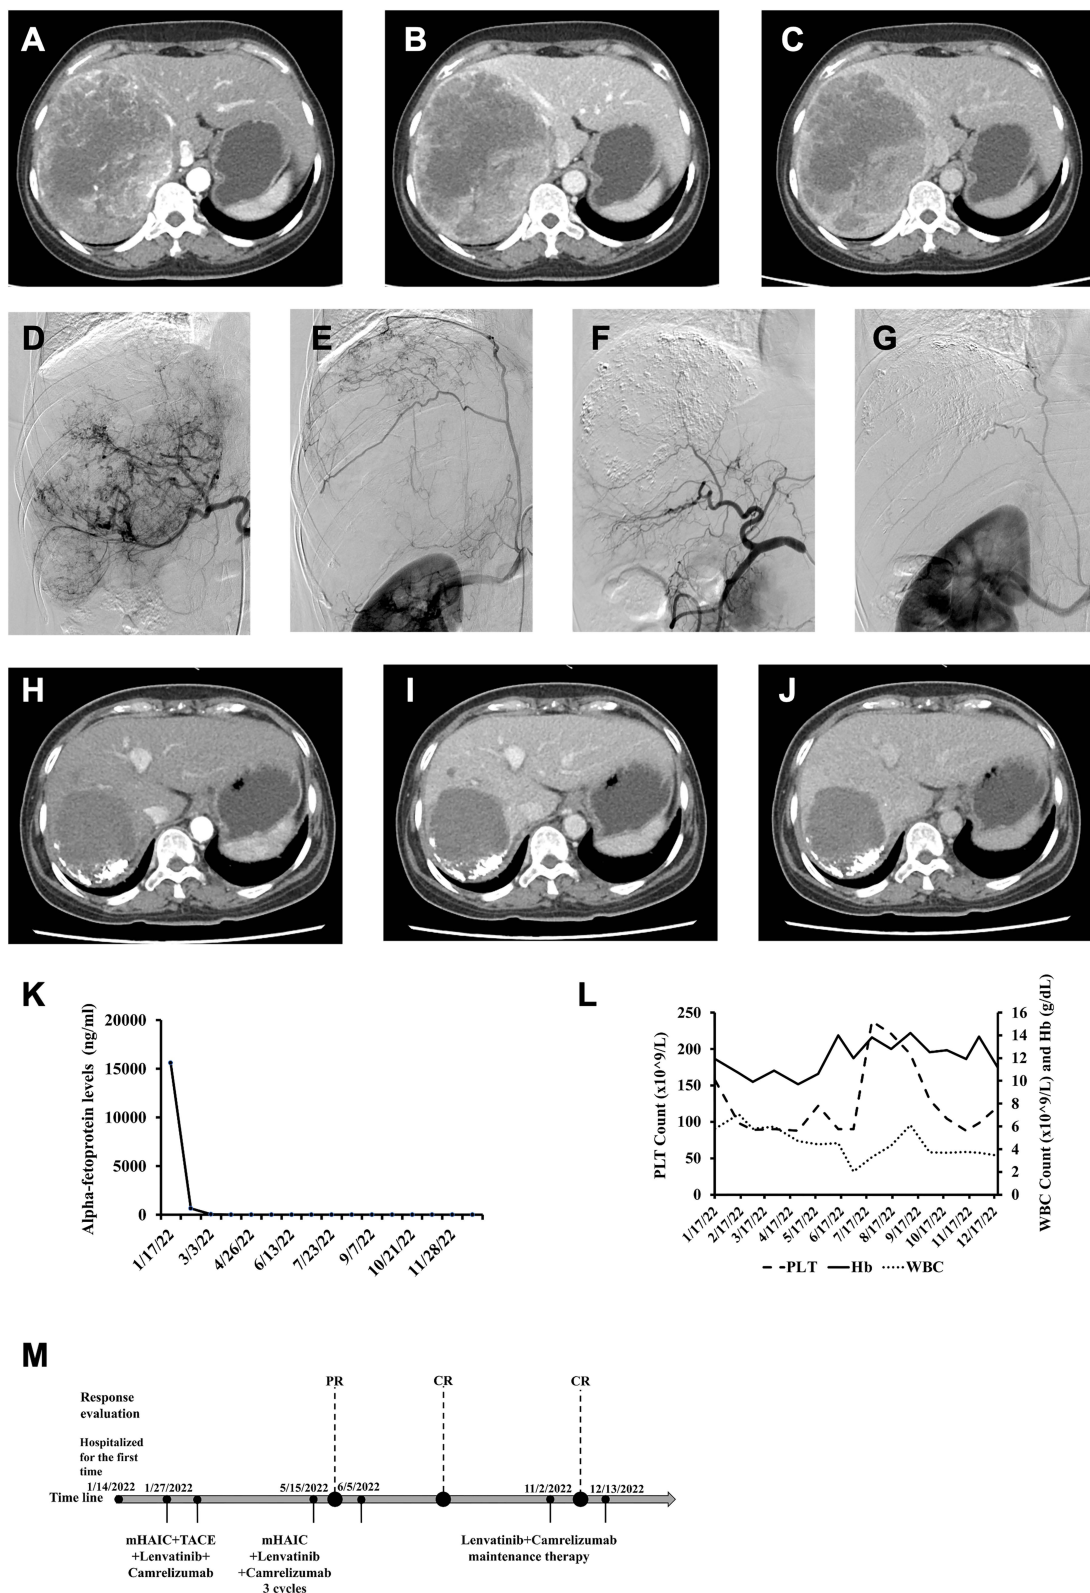 A
B
C
D
E
F
G
H
I
J
K
L
Alpha-fetoprotein levels (ng/ml)
20000
15000
10000
5000
0
1/17/22
3/3/22
4/26/22
6/13/22
7/23/22
9/7/22
10/21/22
11/28/22
PLT Count (x10^9/L)
250
200
150
100
50
0
WBC Count (x10^9/L) and Hb (g/dL)
16
14
12
10
8
6
4
2
0
1/17/22
2/17/22
3/17/22
4/17/22
5/17/22
6/17/22
7/17/22
8/17/22
9/17/22
10/17/22
11/17/22
12/17/22
PLT Hb WBC
M
PR CR CR
Response
evaluation
Hospitalized
for the first
time
1/14/2022 1/27/2022 5/15/2022 6/5/2022 11/2/2022 12/13/2022
Time line
mHAIC+TACE
+Lenvatinib+
Camrelizumab
mHAIC
+Lenvatinib
+Camrelizumab
3 cycles
Lenvatinib+Camrelizumab
maintenance therapy